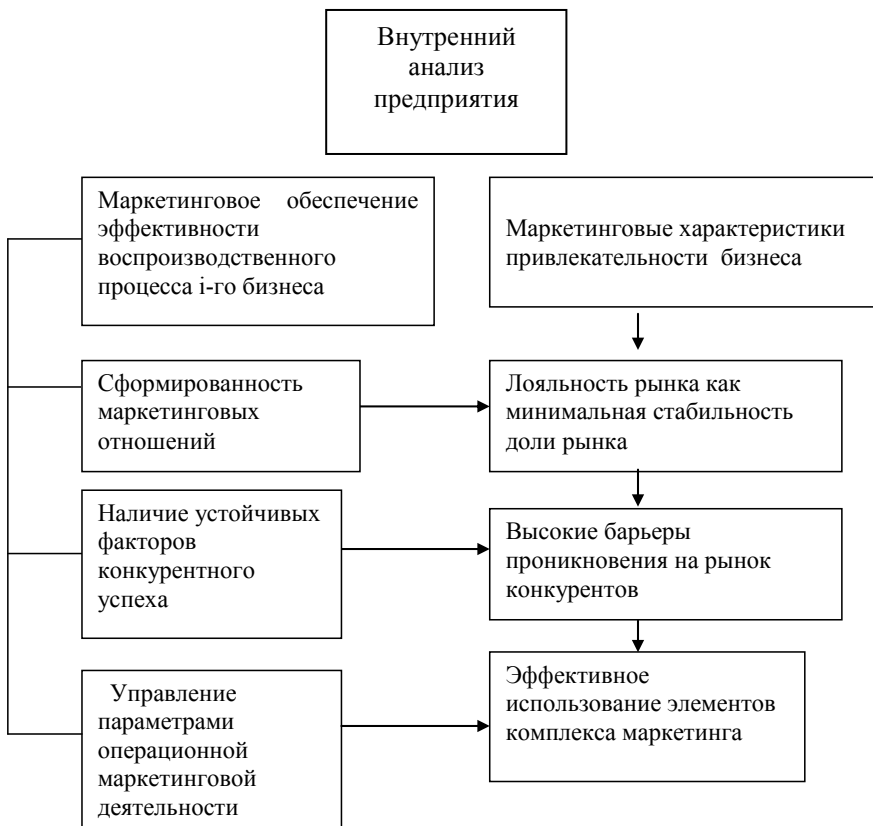 Внутренний
анализ
предприятия
Маркетинговое обеспечение
эффективности
воспроизводственного
процесса i-го бизнеса
Маркетинговые характеристики
привлекательности бизнеса
Сформированность
маркетинговых
отношений
Лояльность рынка как
минимальная стабильность
доли рынка
Наличие устойчивых
факторов
конкурентного
успеха
Высокие барьеры
проникновения на рынок
конкурентов
Управление
параметрами
операционной
маркетинговой
деятельности
Эффективное
использование элементов
комплекса маркетинга